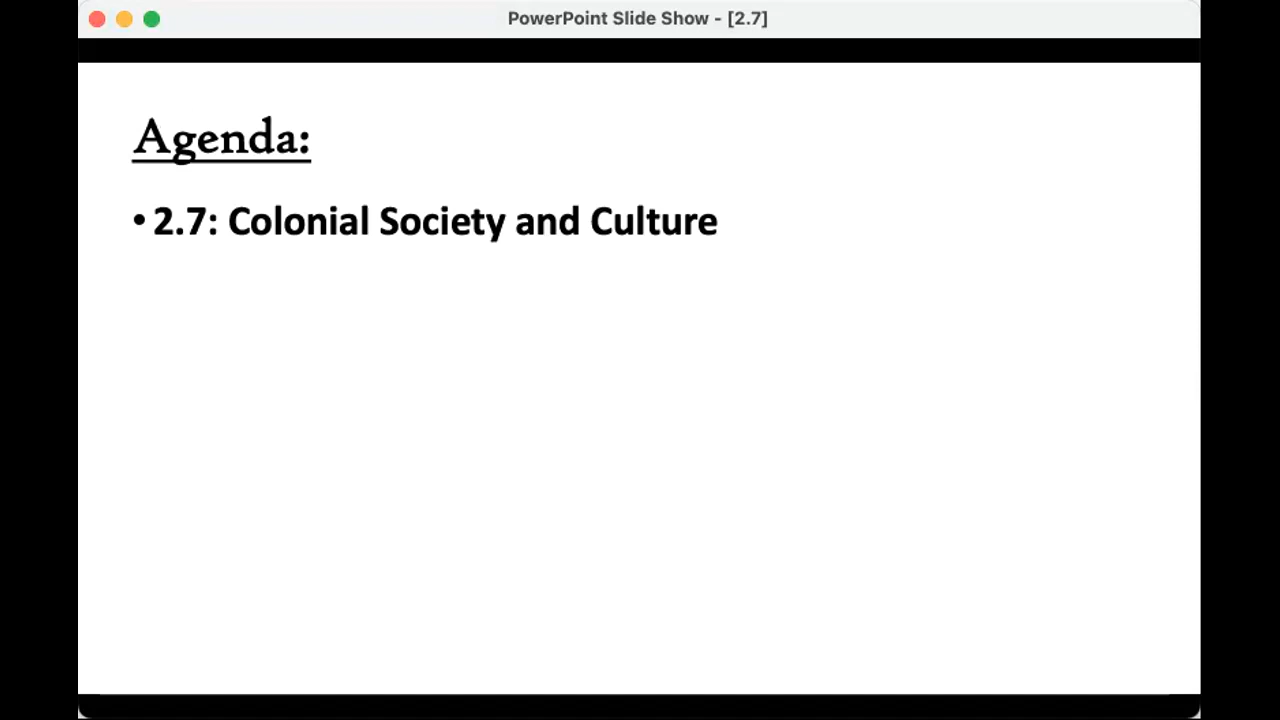 PowerPoint Slide Show - [2.7]
Agenda:
• 2.7: Colonial Society and Culture